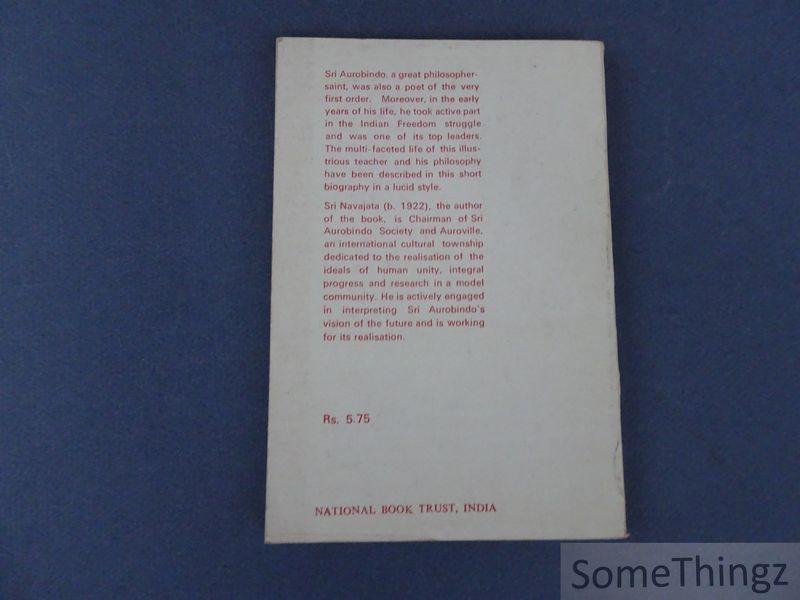 Sri Aurobindo, a great philosopher-
saint, was also a poet of the very
first order. Moreover, in the early
years of his life, he took active part
in the Indian Freedom struggle
and was one of its top leaders.
The multi-faceted life of this illus-
trious teacher and his philosophy
have been described in this short
biography in a lucid style.
Sri Navajata (b. 1922), the author
of the book, is Chairman of Sri
Aurobindo Society and Auroville,
an international cultural township
dedicated to the realisation of the
ideals of human unity, integral
progress and research in a model
community. He is actively engaged
in interpreting Sri Aurobindo's
vision of the future and is working
for its realisation.
Rs. 5.75
NATIONAL BOOK TRUST, INDIA
SomeThingz